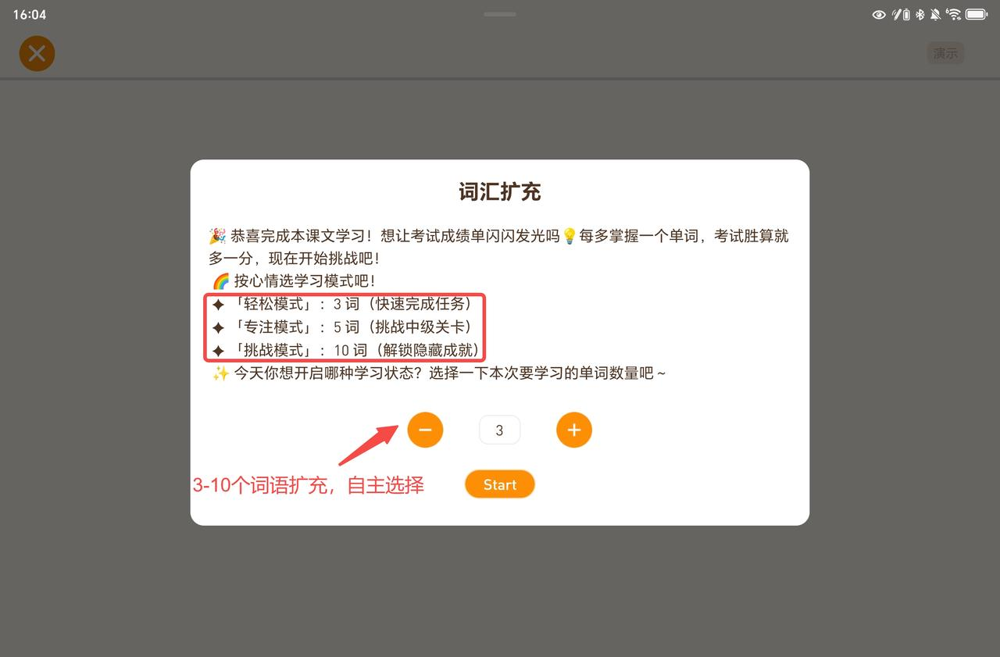 16:04
演示
词汇扩充
🎉 恭喜完成本课文学习！想让考试成绩单闪闪发光吗💡每多掌握一个单词，考试胜算就
多一分，现在开始挑战吧！
🌈 按心情选学习模式吧！
✦ 「轻松模式」：3 词（快速完成任务）
✦ 「专注模式」：5 词（挑战中级关卡）
✦ 「挑战模式」：10 词（解锁隐藏成就）
✨ 今天你想开启哪种学习状态？选择一下本次要学习的单词数量吧 ~
3
3-10个词语扩充，自主选择
Start